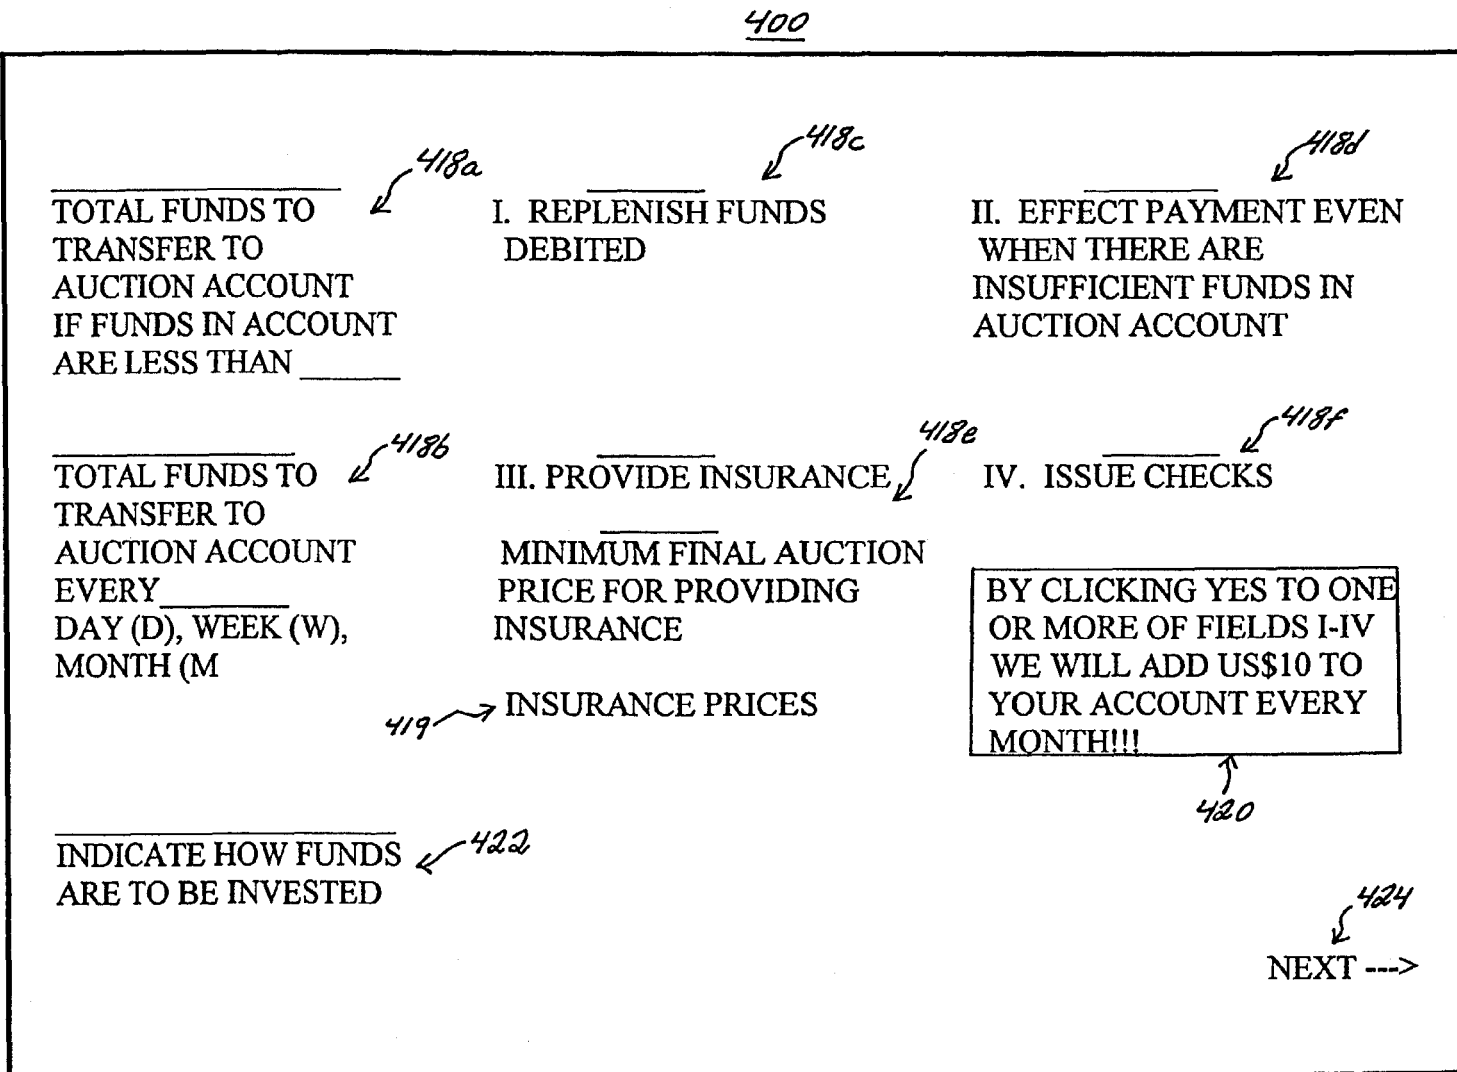 400
418a
TOTAL FUNDS TO
TRANSFER TO
AUCTION ACCOUNT
IF FUNDS IN ACCOUNT
ARE LESS THAN ______
418c
I. REPLENISH FUNDS
DEBITED
418d
II. EFFECT PAYMENT EVEN
WHEN THERE ARE
INSUFFICIENT FUNDS IN
AUCTION ACCOUNT
418b
TOTAL FUNDS TO
TRANSFER TO
AUCTION ACCOUNT
EVERY________
DAY (D), WEEK (W),
MONTH (M
418e
III. PROVIDE INSURANCE
MINIMUM FINAL AUCTION
PRICE FOR PROVIDING
INSURANCE
419
INSURANCE PRICES
418f
IV. ISSUE CHECKS
BY CLICKING YES TO ONE
OR MORE OF FIELDS I-IV
WE WILL ADD US$10 TO
YOUR ACCOUNT EVERY
MONTH!!!
420
INDICATE HOW FUNDS
ARE TO BE INVESTED
422
424
NEXT --->